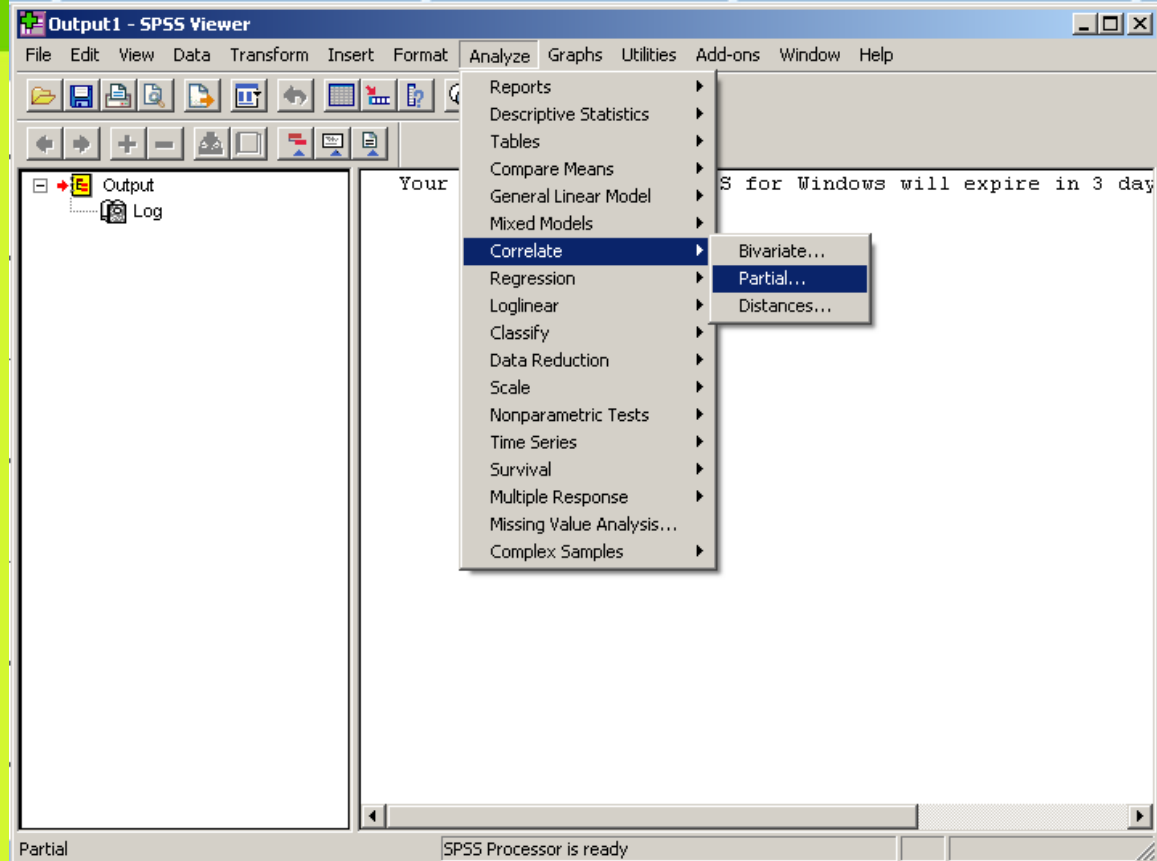 Output1 - SPSS Viewer
File Edit View Data Transform Insert Format Analyze Graphs Utilities Add-ons Window Help
Reports
Descriptive Statistics
Tables
Compare Means
General Linear Model
Mixed Models
Correlate
Regression
Loglinear
Classify
Data Reduction
Scale
Nonparametric Tests
Time Series
Survival
Multiple Response
Missing Value Analysis...
Complex Samples
Bivariate...
Partial...
Distances...
Output
Log
Your S for Windows will expire in 3 day
Partial
SPSS Processor is ready